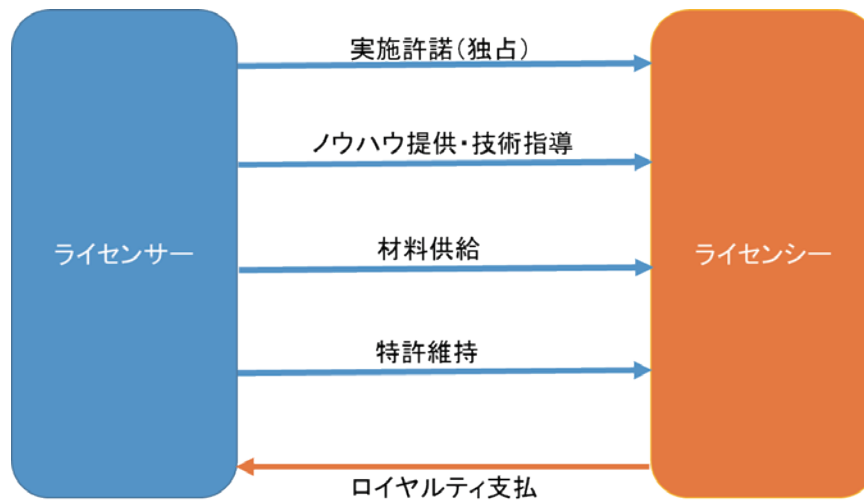 実施許諾（独占）
ノウハウ提供・技術指導
ライセンサー
材料供給
ライセンシー
特許維持
ロイヤルティ支払